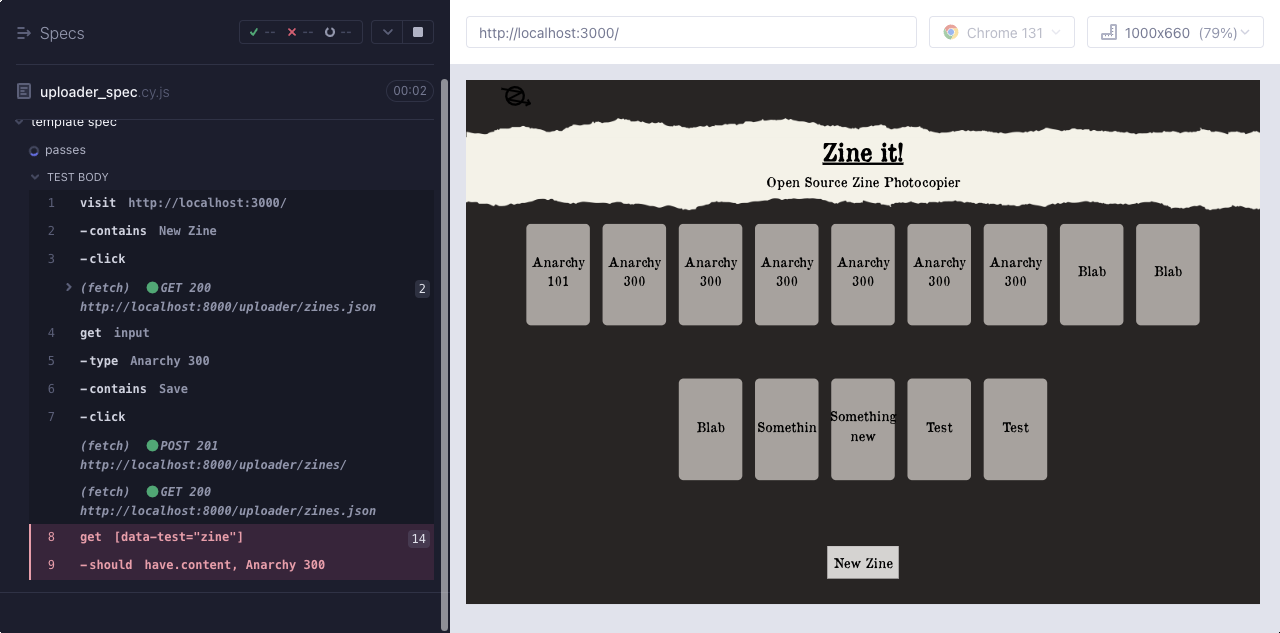 Specs
-- -- --
uploader_spec.cy.js
00:02
template spec
passes
TEST BODY
1 visit http://localhost:3000/
2 -contains New Zine
3 -click
(fetch) GET 200
http://localhost:8000/uploader/zines.json
2
4 get input
5 -type Anarchy 300
6 -contains Save
7 -click
(fetch) POST 201
http://localhost:8000/uploader/zines/
(fetch) GET 200
http://localhost:8000/uploader/zines.json
8 get [data-test="zine"] 14
9 -should have.content, Anarchy 300
http://localhost:3000/
Chrome 131
1000x660 (79%)
Zine it!
Open Source Zine Photocopier
Anarchy 101
Anarchy 300
Anarchy 300
Anarchy 300
Anarchy 300
Anarchy 300
Anarchy 300
Blab
Blab
Blab
Somethin
Something new
Test
Test
New Zine